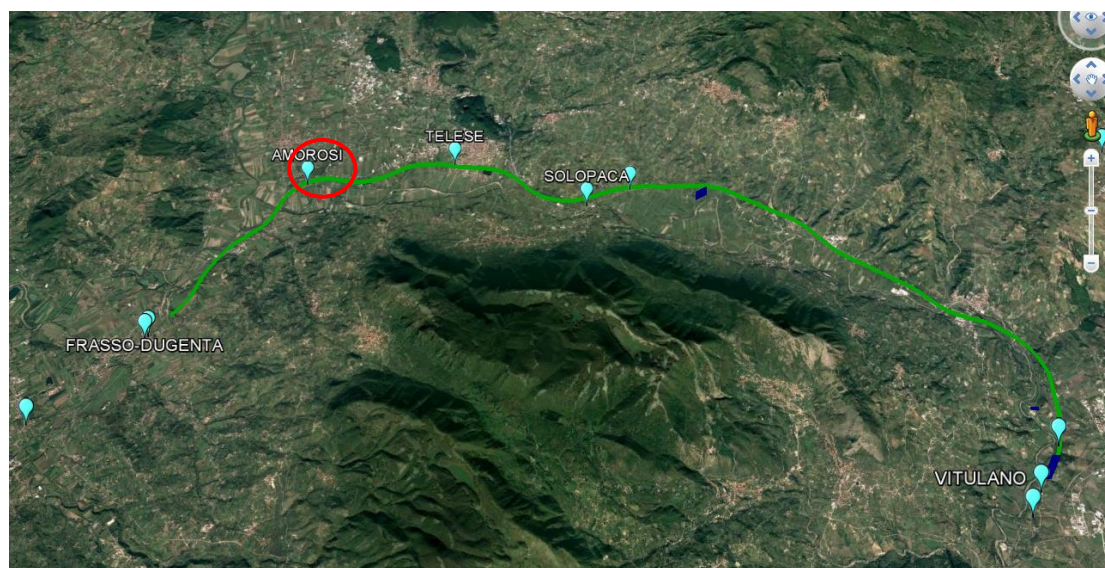 TELESE
AMOROSI
SOLOPACA
FRASSO-DUGENTA
VITULANO